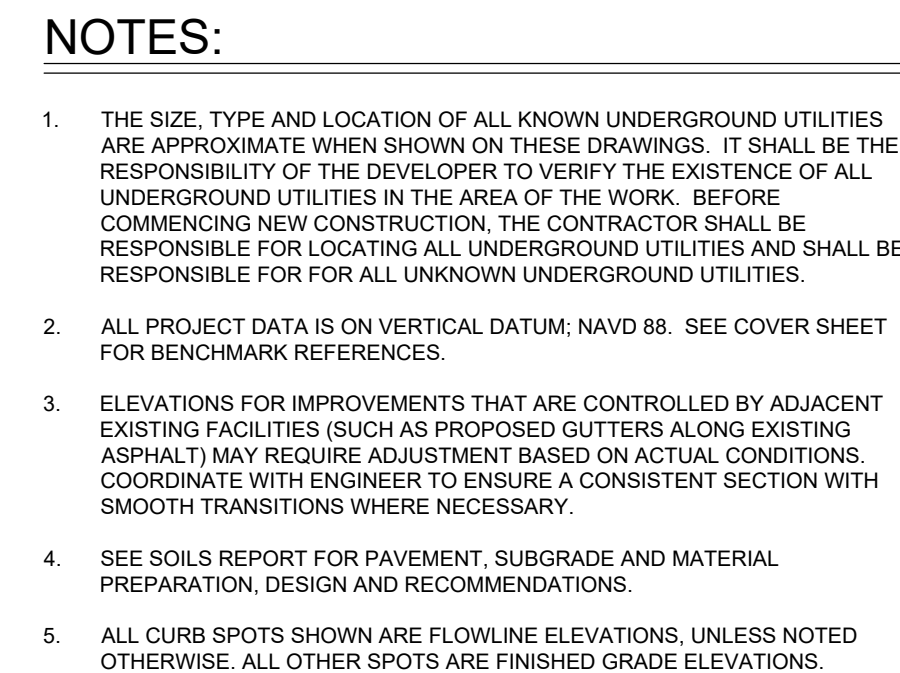 NOTES:
1. THE SIZE, TYPE AND LOCATION OF ALL KNOWN UNDERGROUND UTILITIES
ARE APPROXIMATE WHEN SHOWN ON THESE DRAWINGS. IT SHALL BE THE
RESPONSIBILITY OF THE DEVELOPER TO VERIFY THE EXISTENCE OF ALL
UNDERGROUND UTILITIES IN THE AREA OF THE WORK. BEFORE
COMMENCING NEW CONSTRUCTION, THE CONTRACTOR SHALL BE
RESPONSIBLE FOR LOCATING ALL UNDERGROUND UTILITIES AND SHALL BE
RESPONSIBLE FOR FOR ALL UNKNOWN UNDERGROUND UTILITIES.
2. ALL PROJECT DATA IS ON VERTICAL DATUM; NAVD 88. SEE COVER SHEET
FOR BENCHMARK REFERENCES.
3. ELEVATIONS FOR IMPROVEMENTS THAT ARE CONTROLLED BY ADJACENT
EXISTING FACILITIES (SUCH AS PROPOSED GUTTERS ALONG EXISTING
ASPHALT) MAY REQUIRE ADJUSTMENT BASED ON ACTUAL CONDITIONS.
COORDINATE WITH ENGINEER TO ENSURE A CONSISTENT SECTION WITH
SMOOTH TRANSITIONS WHERE NECESSARY.
4. SEE SOILS REPORT FOR PAVEMENT, SUBGRADE AND MATERIAL
PREPARATION, DESIGN AND RECOMMENDATIONS.
5. ALL CURB SPOTS SHOWN ARE FLOWLINE ELEVATIONS, UNLESS NOTED
OTHERWISE. ALL OTHER SPOTS ARE FINISHED GRADE ELEVATIONS.